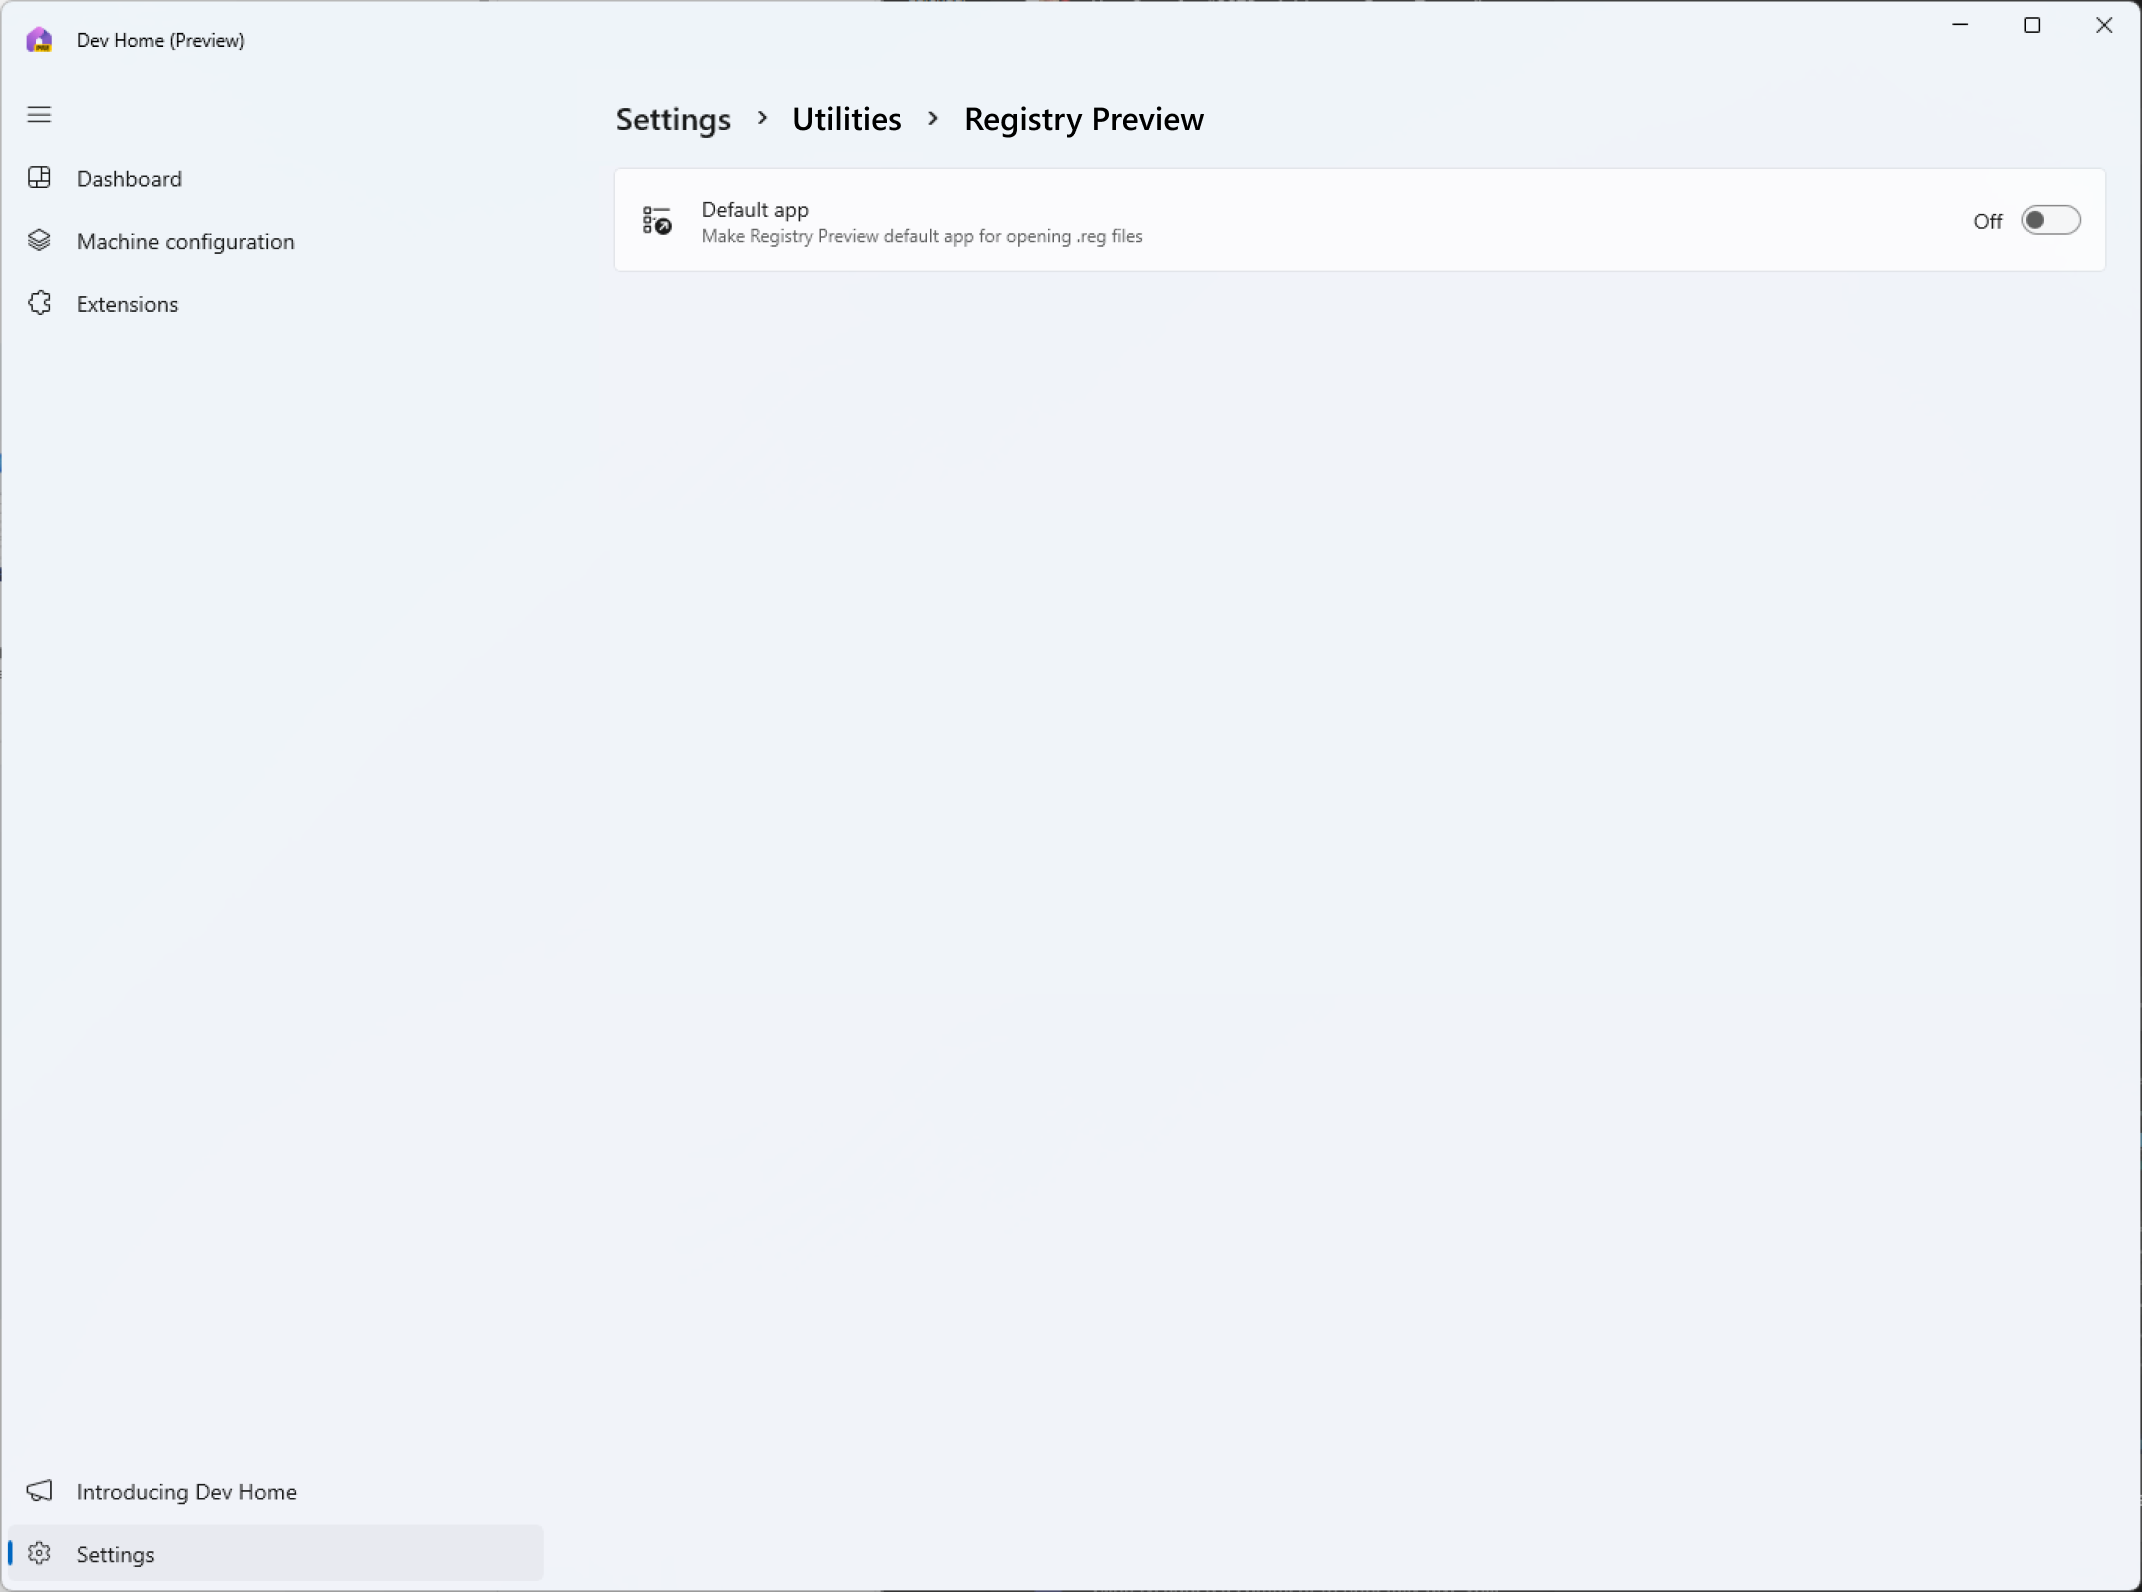 Dev Home (Preview)
Settings > Utilities > Registry Preview
Dashboard
Machine configuration
Extensions
Default app
Make Registry Preview default app for opening .reg files
Off
Introducing Dev Home
Settings